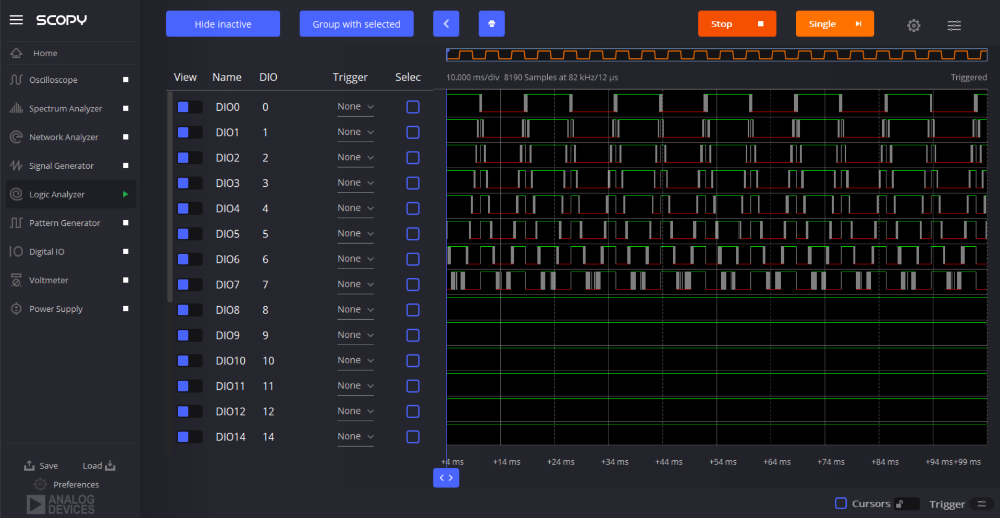 SCOPY
Hide inactive
Group with selected
Stop
Single
Home
Oscilloscope
Spectrum Analyzer
Network Analyzer
Signal Generator
Logic Analyzer
Pattern Generator
Digital IO
Voltmeter
Power Supply
Save
Load
Preferences
ANALOG
DEVICES
View Name DIO Trigger Selec
10.000 ms/div 8190 Samples at 82 kHz/12 µs
Triggered
DIO0 0 None
DIO1 1 None
DIO2 2 None
DIO3 3 None
DIO4 4 None
DIO5 5 None
DIO6 6 None
DIO7 7 None
DIO8 8 None
DIO9 9 None
DIO10 10 None
DIO11 11 None
DIO12 12 None
DIO14 14 None
+4 ms +14 ms +24 ms +34 ms +44 ms +54 ms +64 ms +74 ms +84 ms +94 ms+99 ms
Cursors
Trigger